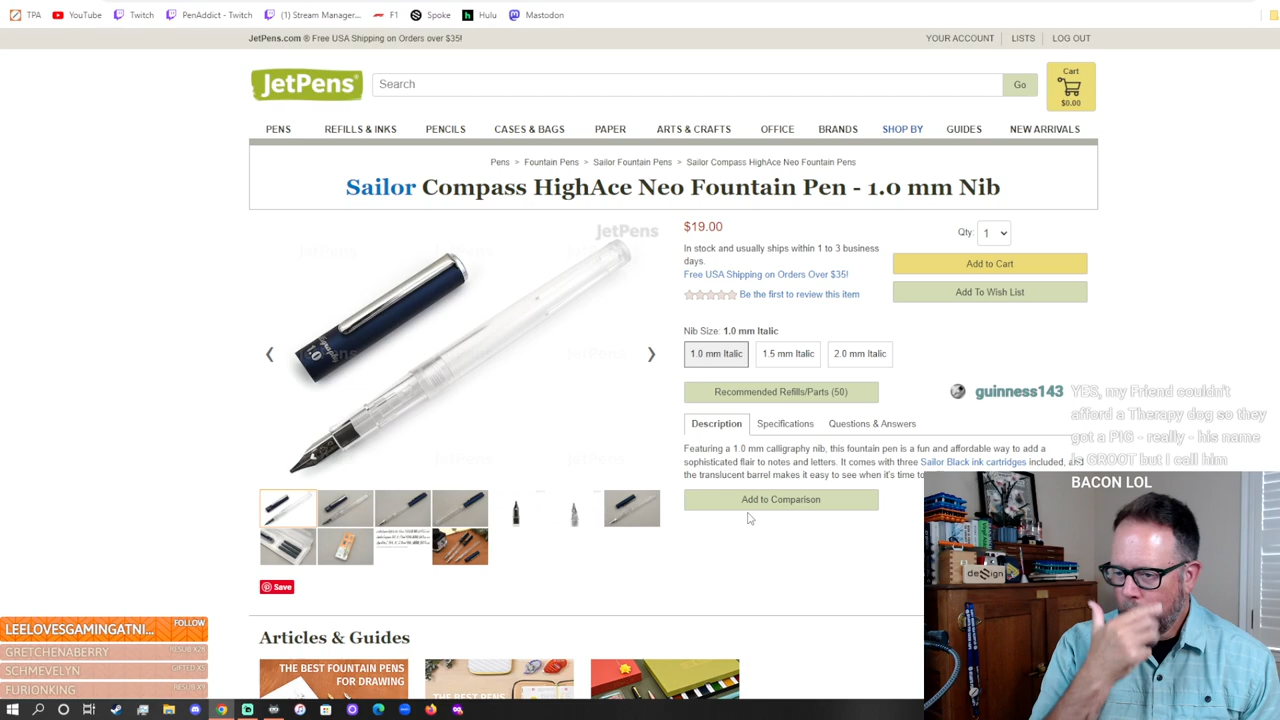 TPA YouTube Twitch PenAddict - Twitch (1) Stream Manager... F1 Spoke Hulu Mastodon
JetPens.com ® Free USA Shipping on Orders over $35!
YOUR ACCOUNT LISTS LOG OUT
JetPens®
Search
Go
Cart
$0.00
PENS REFILLS & INKS PENCILS CASES & BAGS PAPER ARTS & CRAFTS OFFICE BRANDS SHOP BY GUIDES NEW ARRIVALS
Pens > Fountain Pens > Sailor Fountain Pens > Sailor Compass HighAce Neo Fountain Pens
Sailor Compass HighAce Neo Fountain Pen - 1.0 mm Nib
JetPens
1.0
$19.00
Qty: 1
In stock and usually ships within 1 to 3 business
days.
Free USA Shipping on Orders Over $35!
Be the first to review this item
Add to Cart
Add To Wish List
Nib Size: 1.0 mm Italic
1.0 mm Italic 1.5 mm Italic 2.0 mm Italic
Recommended Refills/Parts (50)
Description Specifications Questions & Answers
Featuring a 1.0 mm calligraphy nib, this fountain pen is a fun and affordable way to add a
sophisticated flair to notes and letters. It comes with three Sailor Black ink cartridges included, and
the translucent barrel makes it easy to see when it's time to
Add to Comparison
guinness143 YES, my Friend couldn't
afford a Therapy dog so they
got a PIG - really - his name
is GROOT but I call him
BACON LOL
Save
Articles & Guides
THE BEST FOUNTAIN PENS
FOR DRAWING
THE BEST PENS
LEELOVESGAMINGATNI... FOLLOW
GRETCHENABERRY RESUB X26
SCHMEVELYN GIFTED X5
FURIONKING
deSsign